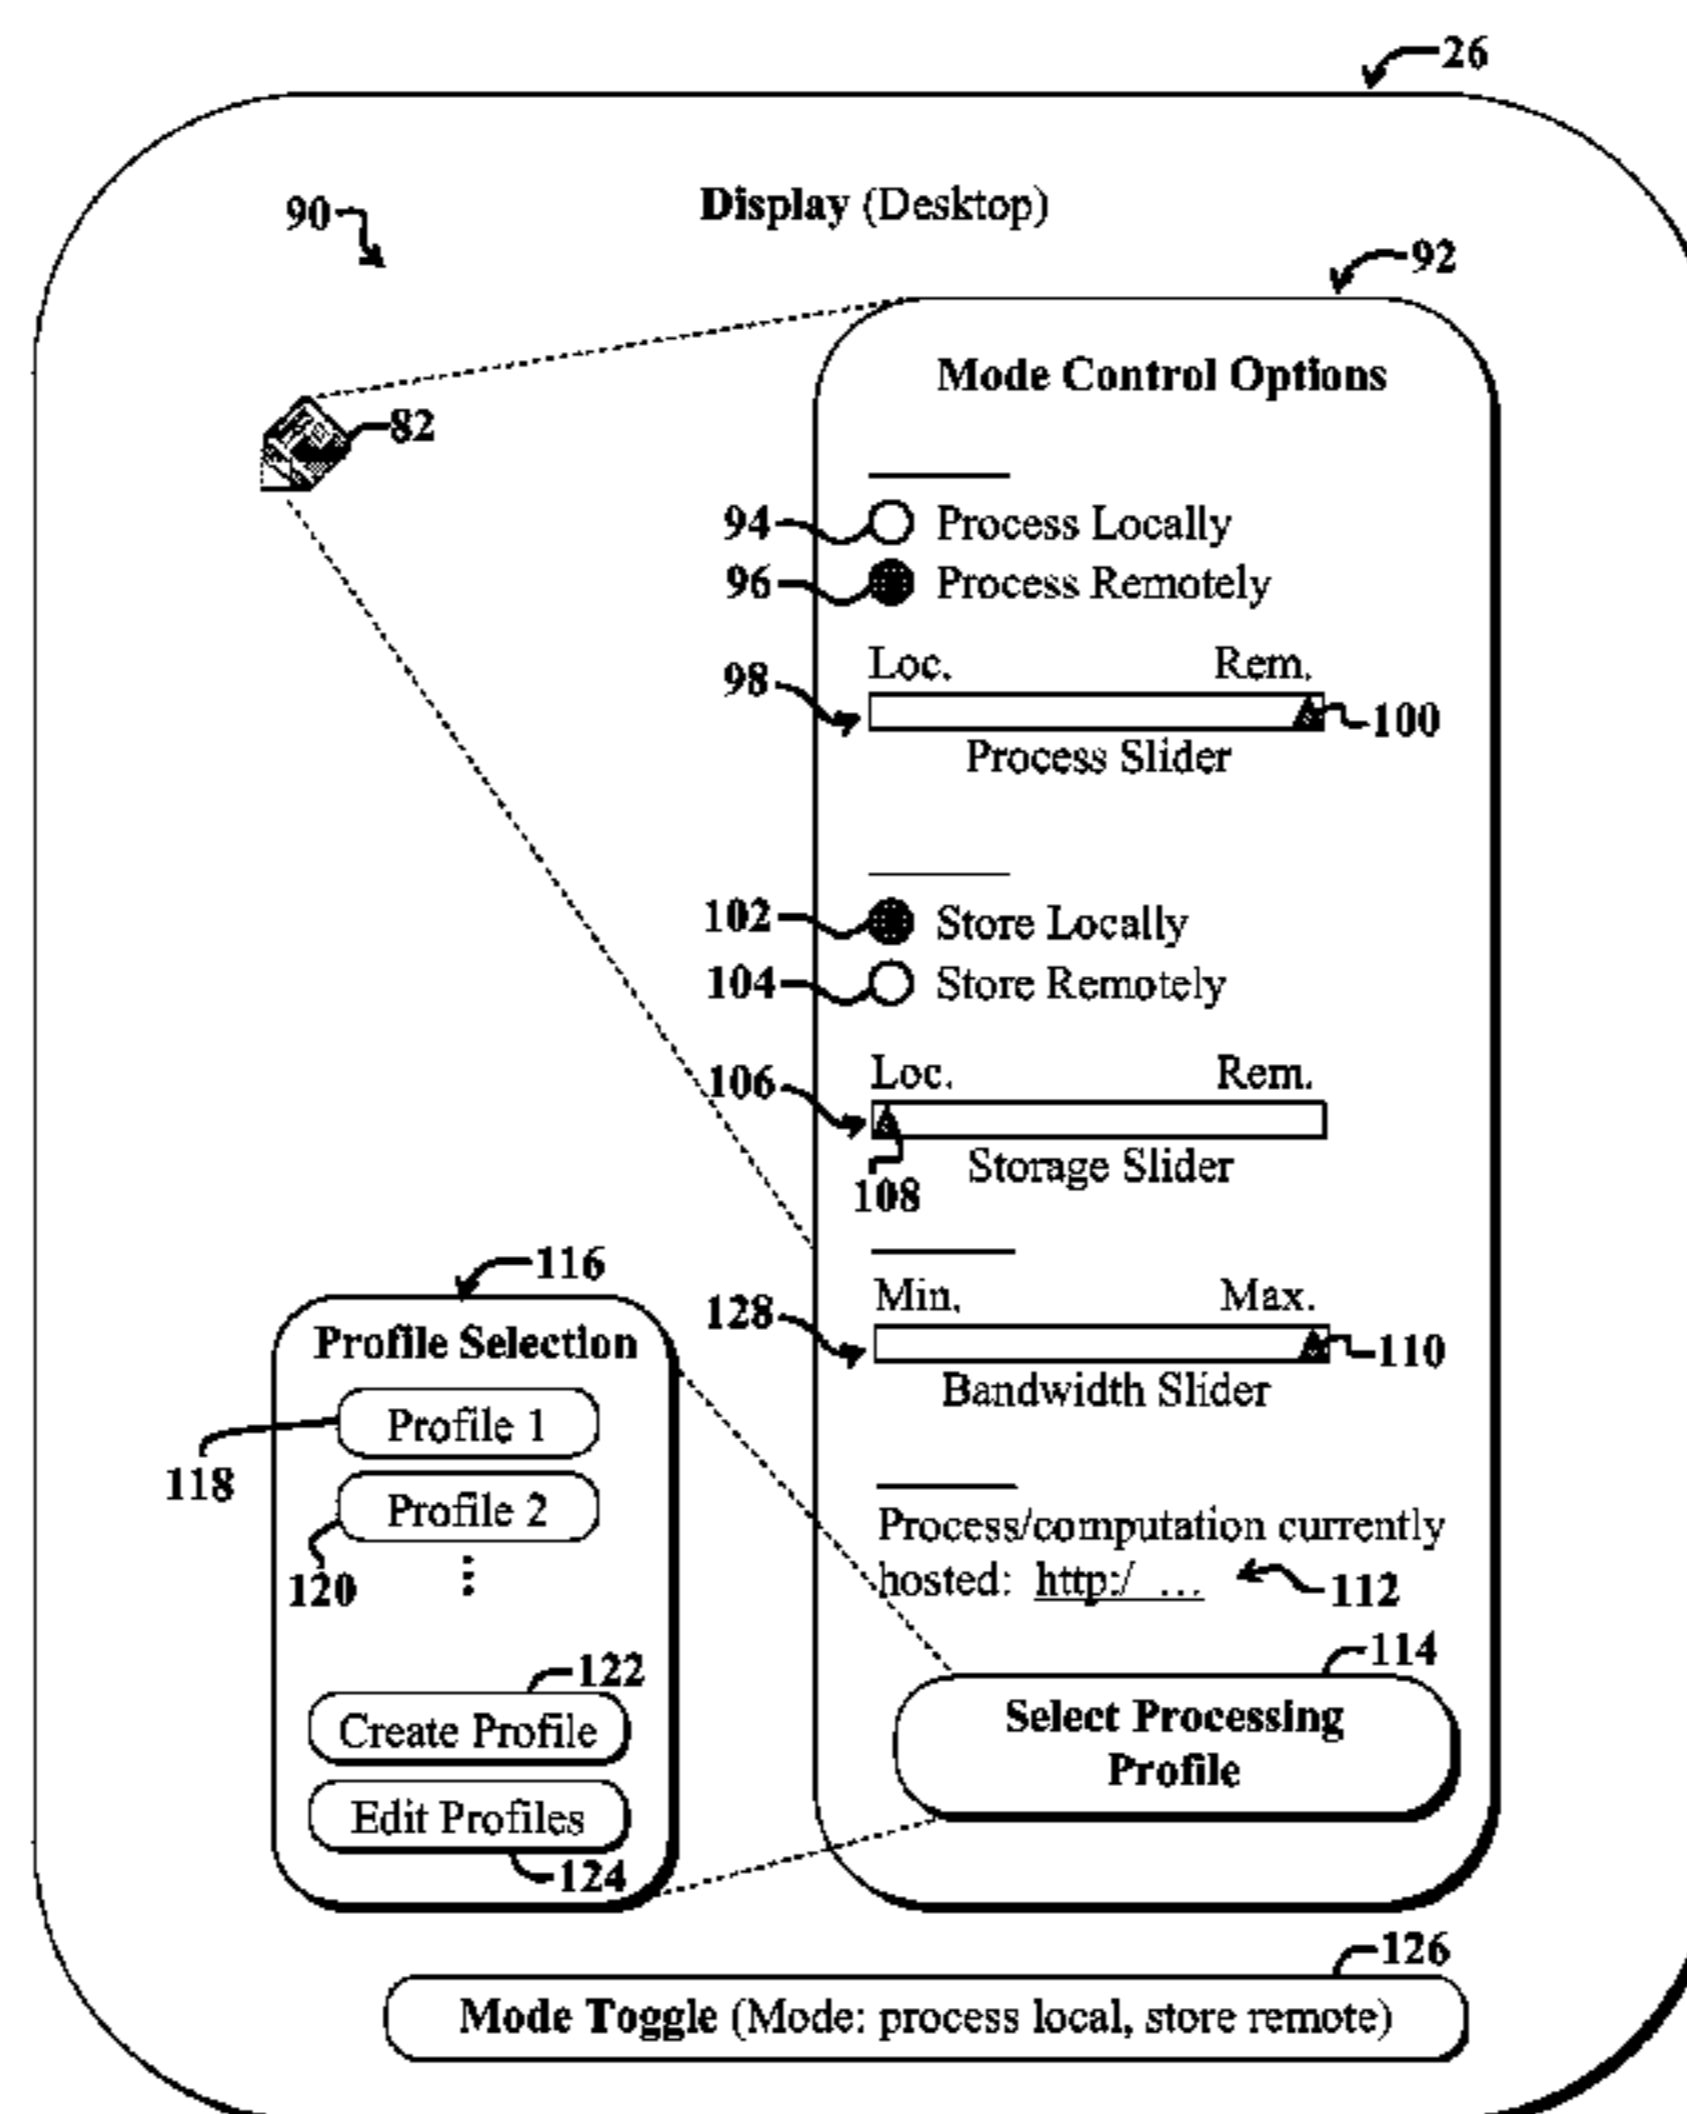 26
Display (Desktop)
90
92
Mode Control Options
82
94 Process Locally
96 Process Remotely
Loc. Rem.
98
100
Process Slider
102 Store Locally
104 Store Remotely
Loc. Rem.
106
Storage Slider
108
116
Min. Max.
128
110
Bandwidth Slider
Profile Selection
Profile 1
118
Profile 2
120
⋮
Process/computation currently
hosted: http:/ ...
112
122
Create Profile
Edit Profiles
124
114
Select Processing
Profile
126
Mode Toggle (Mode: process local, store remote)